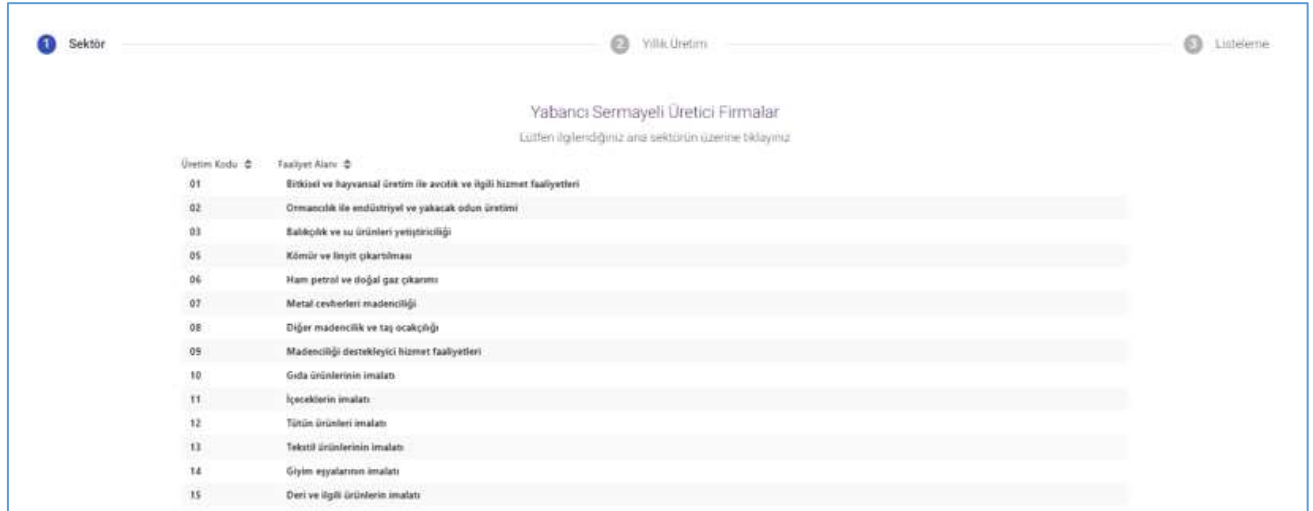 1 Sektör 2 Yıllık Üretim 3 Listeleme
Yabancı Sermayeli Üretici Firmalar
Lütfen ilgilendiğiniz ana sektörün üzerine tıklayınız
Üretim Kodu Faaliyet Alanı
01 Bitkisel ve hayvansal üretim ile avcılık ve ilgili hizmet faaliyetleri
02 Ormancılık ile endüstriyel ve yakacak odun üretimi
03 Balıkçılık ve su ürünleri yetiştiriciliği
05 Kömür ve linyit çıkartılması
06 Ham petrol ve doğal gaz çıkarımı
07 Metal cevherleri madenciliği
08 Diğer madencilik ve taş ocakçılığı
09 Madenciliği destekleyici hizmet faaliyetleri
10 Gıda ürünlerinin imalatı
11 İçeceklerin imalatı
12 Tütün ürünleri imalatı
13 Tekstil ürünlerinin imalatı
14 Giyim eşyalarının imalatı
15 Deri ve ilgili ürünlerin imalatı